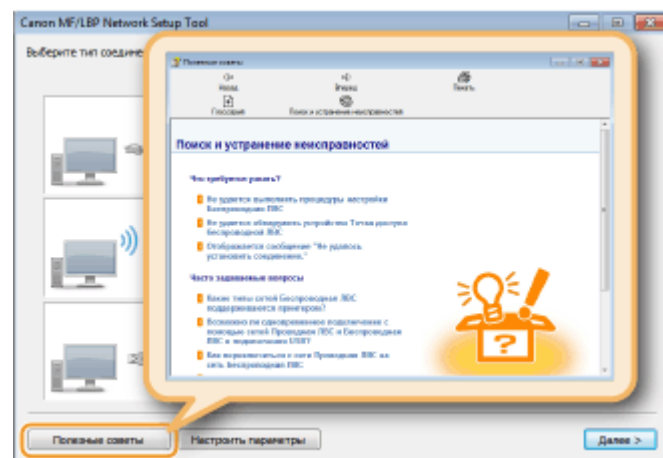 Canon MF/LBP Network Setup Tool
Выберите тип соедине
Полезные советы
Назад
Вперед
Печать
Глоссарий
Поиск и устранение неисправностей
Поиск и устранение неисправностей
Что требуется узнать?
Не удается выполнить процедуры настройки
Беспроводная ЛВС
Не удается обнаружить устройство Точка доступа
беспроводной ЛВС
Отображается сообщение "Не удалось
установить соединение."
Часто задаваемые вопросы
Какие типы сетей Беспроводная ЛВС
поддерживаются принтером?
Возможно ли одновременное подключение с
помощью сетей Проводная ЛВС и Беспроводная
ЛВС и подключения USB?
Как переключиться с сети Проводная ЛВС на
сеть Беспроводная ЛВС
?
Полезные советы
Настроить параметры
Далее >